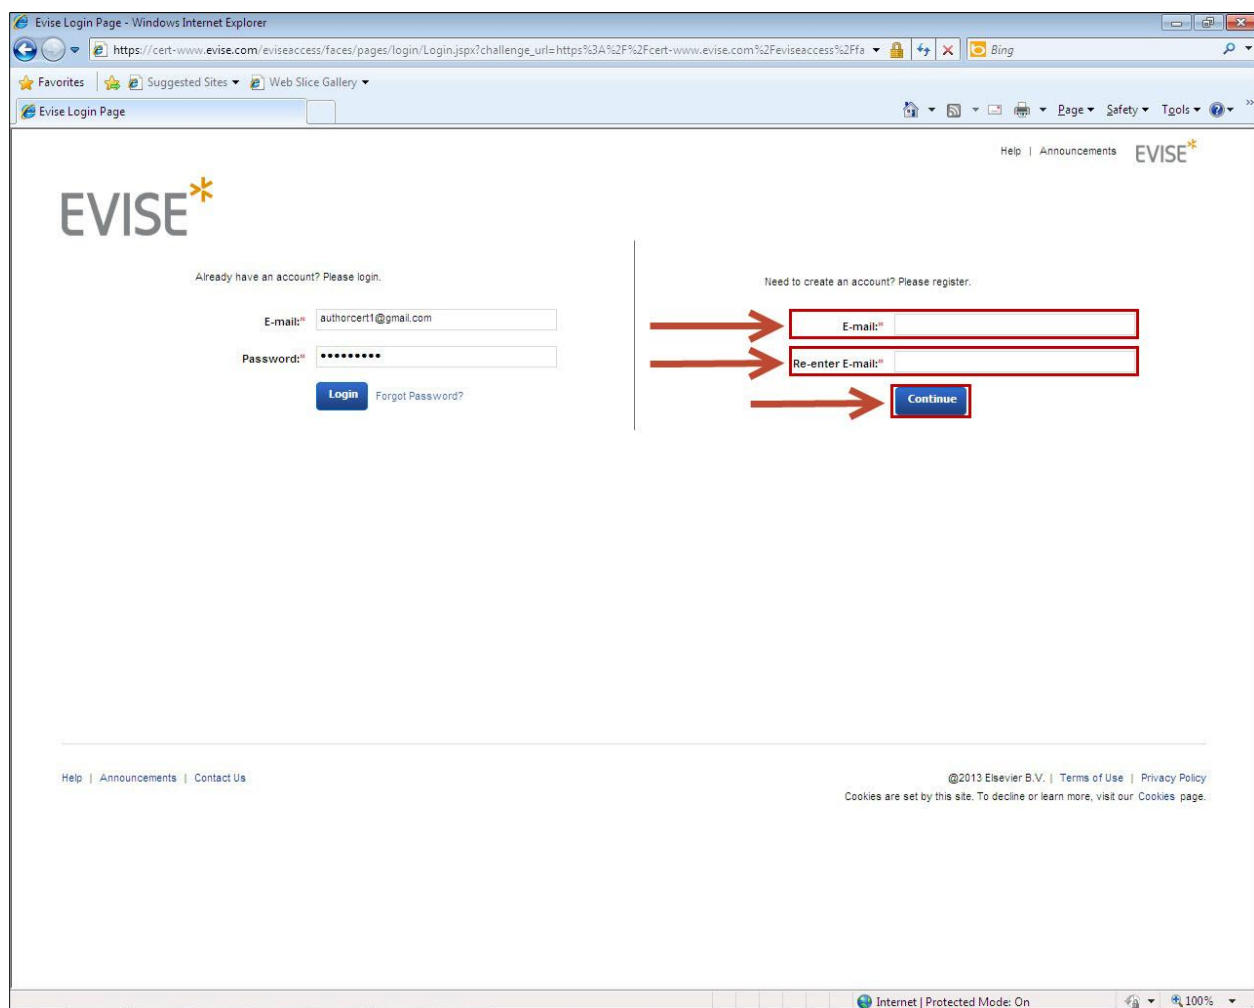 Evise Login Page - Windows Internet Explorer
https://cert-www.evise.com/eviseaccess/faces/pages/login/Login.jspx?challenge_url=https%3A%2F%2Fcert-www.evise.com%2Feviseaccess%2Ffa
Bing
Favorites
Suggested Sites
Web Slice Gallery
Evise Login Page
Page
Safety
Tools
Help | Announcements
EVISE
EVISE
Already have an account? Please login.
E-mail:* authorcert1@gmail.com
Password:* •••••••••
Login Forgot Password?
Need to create an account? Please register.
E-mail:*
Re-enter E-mail:*
Continue
Help | Announcements | Contact Us
@2013 Elsevier B.V. | Terms of Use | Privacy Policy
Cookies are set by this site. To decline or learn more, visit our Cookies page.
Internet | Protected Mode: On
100%